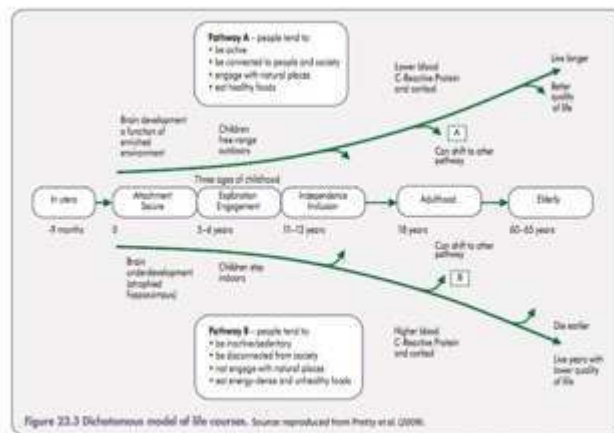 Pathway A – people tend to:
• be active
• be connected to people and society
• engage with natural places
• eat healthy foods
Lower blood
C-Reactive Protein
and cortisol
Live longer
Better
quality
of life
Brain development
a function of
enriched
environment
Children
free-range
outdoors
A
Can shift to other
pathway
Three ages of childhood
In utero
Attachment
Secure
Exploration
Engagement
Independence
Inclusion
Adulthood
Elderly
-9 months
0
5–6 years
11–12 years
18 years
60–65 years
Brain
underdevelopment
(atrophied
hippocampus)
Children stay
indoors
Can shift to other
pathway
B
Pathway B – people tend to:
• be inactive/sedentary
• be disconnected from society
• not engage with natural places
• eat energy-dense and unhealthy foods
Higher blood
C-Reactive Protein
and cortisol
Die earlier
Live years with
lower quality
of life
Figure 23.3 Dichotomous model of life courses. Source: reproduced from Pretty et al. (2009).